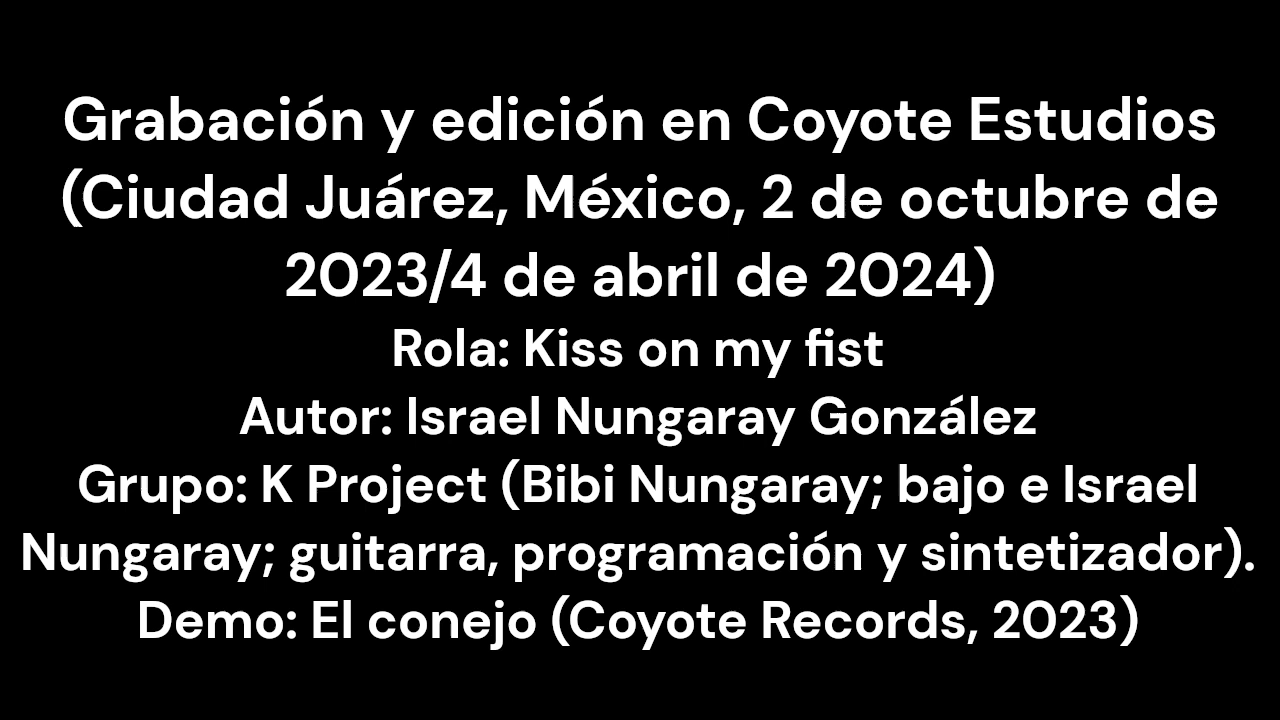 Grabación y edición en Coyote Estudios
(Ciudad Juárez, México, 2 de octubre de
2023/4 de abril de 2024)
Rola: Kiss on my fist
Autor: Israel Nungaray González
Grupo: K Project (Bibi Nungaray; bajo e Israel
Nungaray; guitarra, programación y sintetizador).
Demo: El conejo (Coyote Records, 2023)